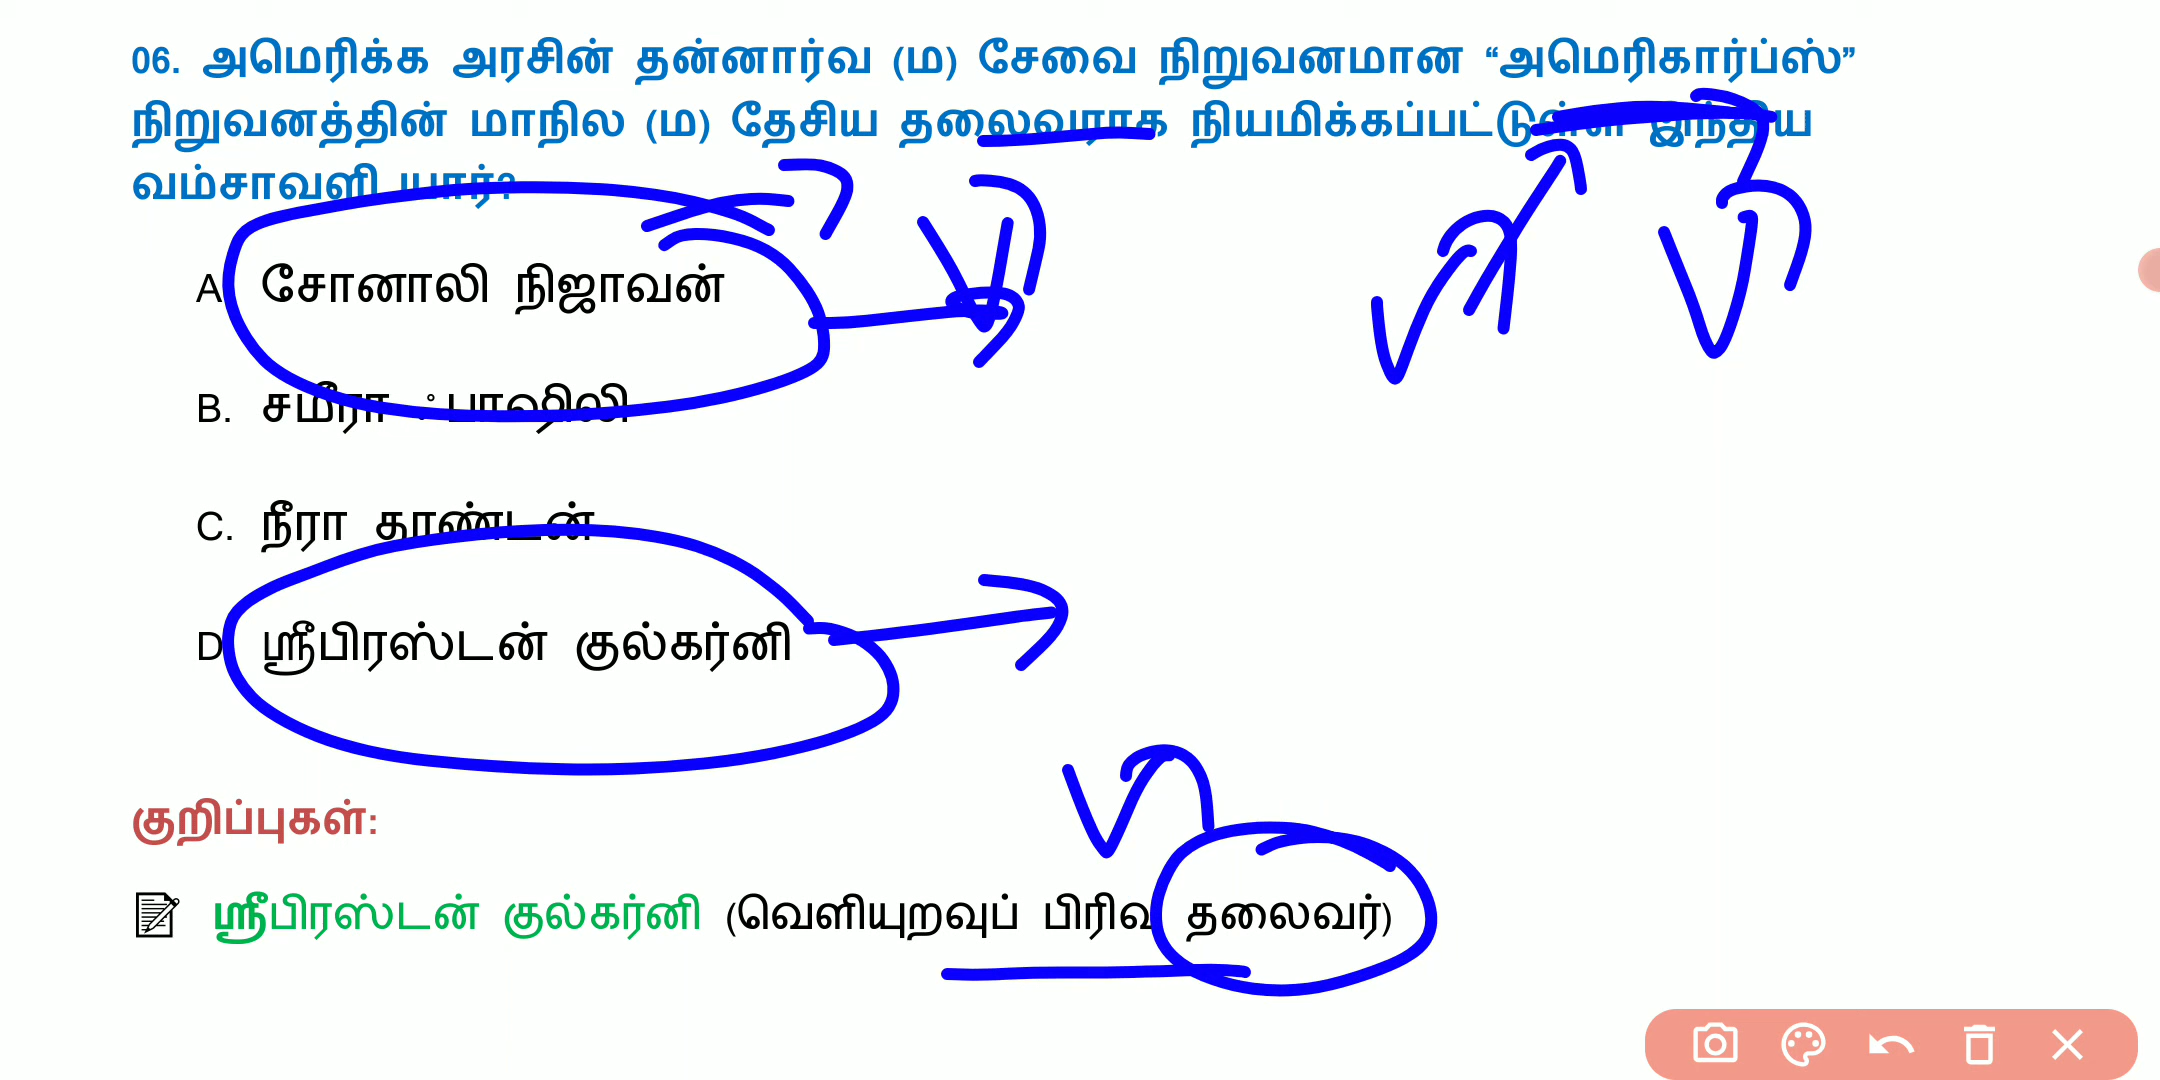 06. அமெரிக்க அரசின் தன்னார்வ (ம) சேவை நிறுவனமான “அமெரிகார்ப்ஸ்”
நிறுவனத்தின் மாநில (ம) தேசிய தலைவராக நியமிக்கப்பட்டுள்ள இந்திய
வம்சாவளி யார்?
A. சோனாலி நிஜாவன்
B. சமீரா ஃபாஷிலி
C. நீரா தாண்டன்
D. ஸ்ரீபிரஸ்டன் குல்கர்னி
குறிப்புகள்:
ஸ்ரீபிரஸ்டன் குல்கர்னி (வெளியுறவுப் பிரிவு தலைவர்)